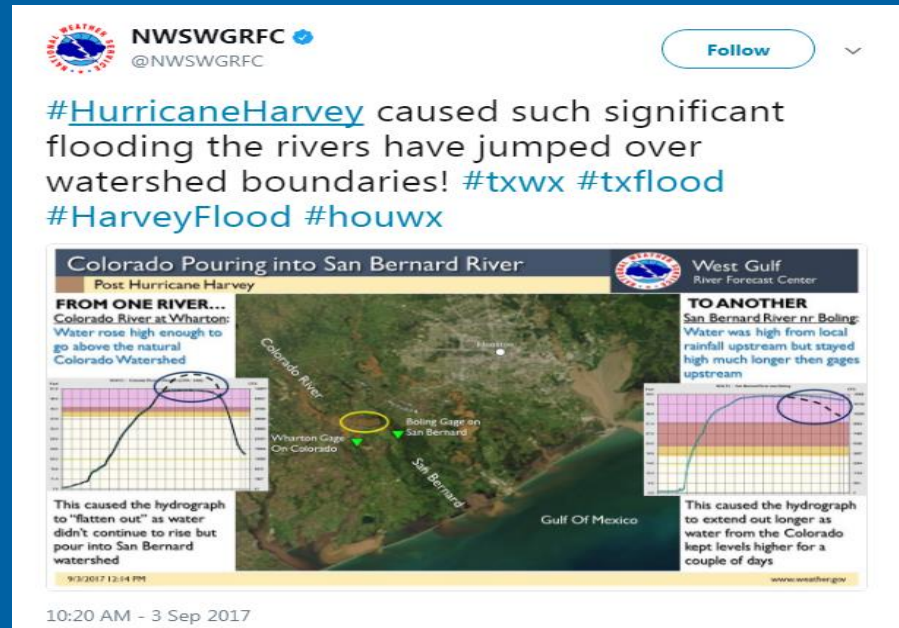 NWSWGRFC
@NWSWGRFC
Follow
#HurricaneHarvey caused such significant
flooding the rivers have jumped over
watershed boundaries! #txwx #txflood
#HarveyFlood #houwx
Colorado Pouring into San Bernard River
Post Hurricane Harvey
West Gulf
River Forecast Center
FROM ONE RIVER...
Colorado River at Wharton:
Water rose high enough to
go above the natural
Colorado Watershed
This caused the hydrograph
to "flatten out" as water
didn't continue to rise but
pour into San Bernard
watershed
Houston
Colorado River
Boling Gage on
San Bernard
Wharton Gage
On Colorado
San Bernard
Gulf Of Mexico
TO ANOTHER
San Bernard River nr Boling:
Water was high from local
rainfall upstream but stayed
high much longer then gages
upstream
This caused the hydrograph
to extend out longer as
water from the Colorado
kept levels higher for a
couple of days
9/3/2017 12:14 PM
www.weather.gov
10:20 AM - 3 Sep 2017